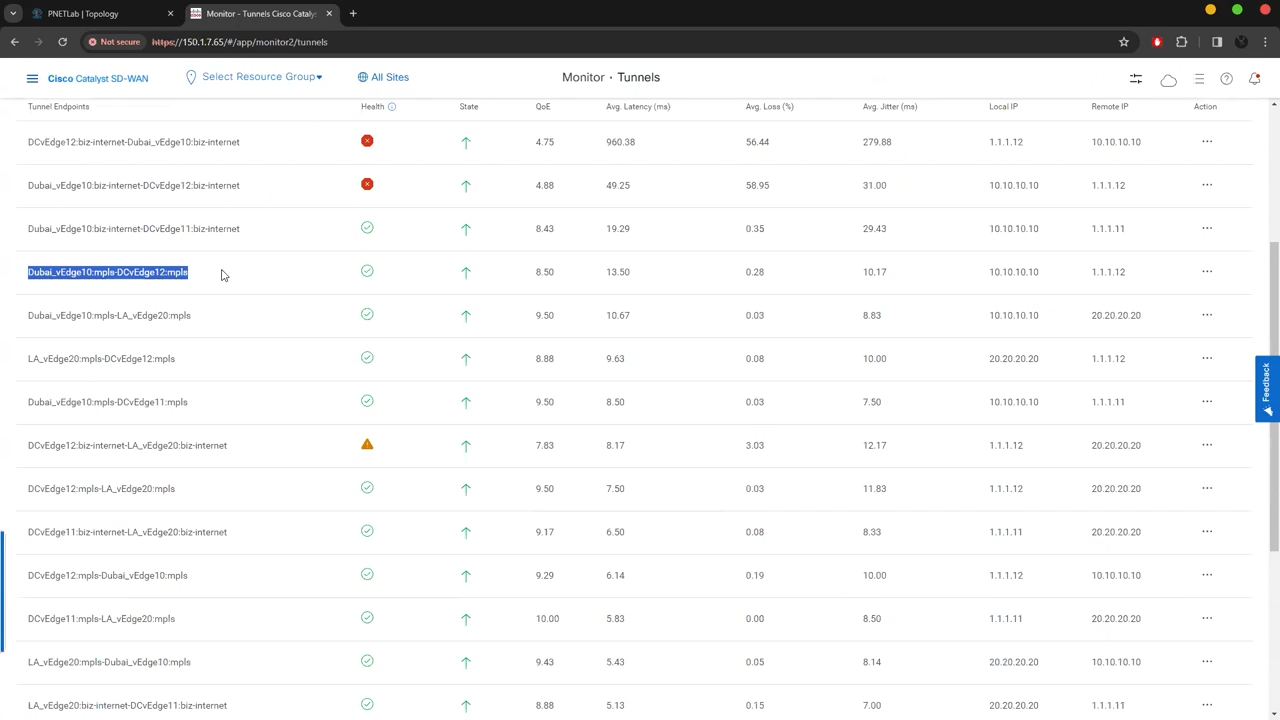 PNETLab | Topology
Monitor - Tunnels Cisco Cataly:
Not secure https://150.1.7.65/#/app/monitor2/tunnels
Cisco Catalyst SD-WAN Select Resource Group All Sites Monitor · Tunnels
Tunnel Endpoints Health State QoE Avg. Latency (ms) Avg. Loss (%) Avg. Jitter (ms) Local IP Remote IP Action
DCvEdge12:biz-internet-Dubai_vEdge10:biz-internet 4.75 960.38 56.44 279.88 1.1.1.12 10.10.10.10 ...
Dubai_vEdge10:biz-internet-DCvEdge12:biz-internet 4.88 49.25 58.95 31.00 10.10.10.10 1.1.1.12 ...
Dubai_vEdge10:biz-internet-DCvEdge11:biz-internet 8.43 19.29 0.35 29.43 10.10.10.10 1.1.1.11 ...
Dubai_vEdge10:mpls-DCvEdge12:mpls 8.50 13.50 0.28 10.17 10.10.10.10 1.1.1.12 ...
Dubai_vEdge10:mpls-LA_vEdge20:mpls 9.50 10.67 0.03 8.83 10.10.10.10 20.20.20.20 ...
LA_vEdge20:mpls-DCvEdge12:mpls 8.88 9.63 0.08 10.00 20.20.20.20 1.1.1.12 ...
Dubai_vEdge10:mpls-DCvEdge11:mpls 9.50 8.50 0.03 7.50 10.10.10.10 1.1.1.11 ...
DCvEdge12:biz-internet-LA_vEdge20:biz-internet 7.83 8.17 3.03 12.17 1.1.1.12 20.20.20.20 ...
DCvEdge12:mpls-LA_vEdge20:mpls 9.50 7.50 0.03 11.83 1.1.1.12 20.20.20.20 ...
DCvEdge11:biz-internet-LA_vEdge20:biz-internet 9.17 6.50 0.08 8.33 1.1.1.11 20.20.20.20 ...
DCvEdge12:mpls-Dubai_vEdge10:mpls 9.29 6.14 0.19 10.00 1.1.1.12 10.10.10.10 ...
DCvEdge11:mpls-LA_vEdge20:mpls 10.00 5.83 0.00 8.50 1.1.1.11 20.20.20.20 ...
LA_vEdge20:mpls-Dubai_vEdge10:mpls 9.43 5.43 0.05 8.14 20.20.20.20 10.10.10.10 ...
LA_vEdge20:biz-internet-DCvEdge11:biz-internet 8.88 5.13 0.15 7.00 20.20.20.20 1.1.1.11 ...
Feedback